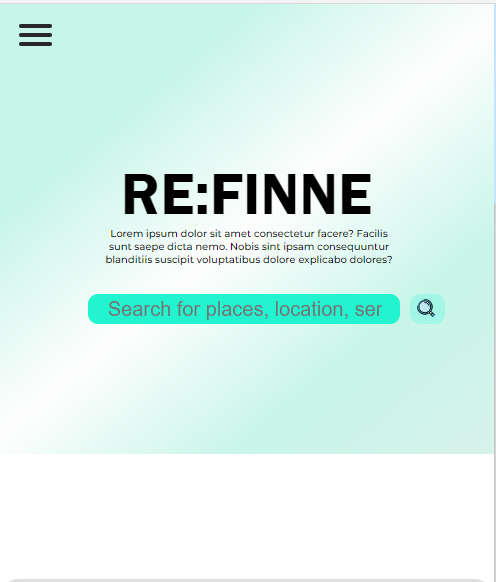 RE:FINNE
Lorem ipsum dolor sit amet consectetur facere? Facilis
sunt saepe dicta nemo. Nobis sint ipsam consequuntur
blanditiis suscipit voluptatibus dolore explicabo dolores?
Search for places, location, ser